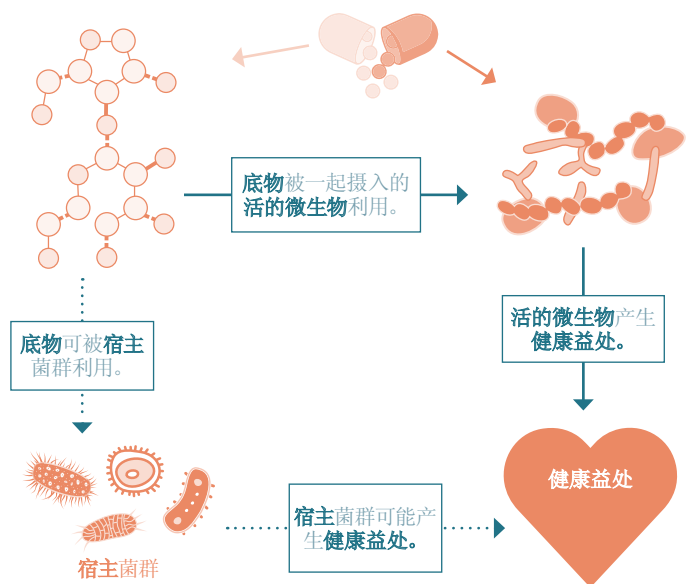 底物被一起摄入的
活的微生物利用。
活的微生物产生
健康益处。
底物可被宿主
菌群利用。
健康益处
宿主菌群可能产
生健康益处。
宿主菌群